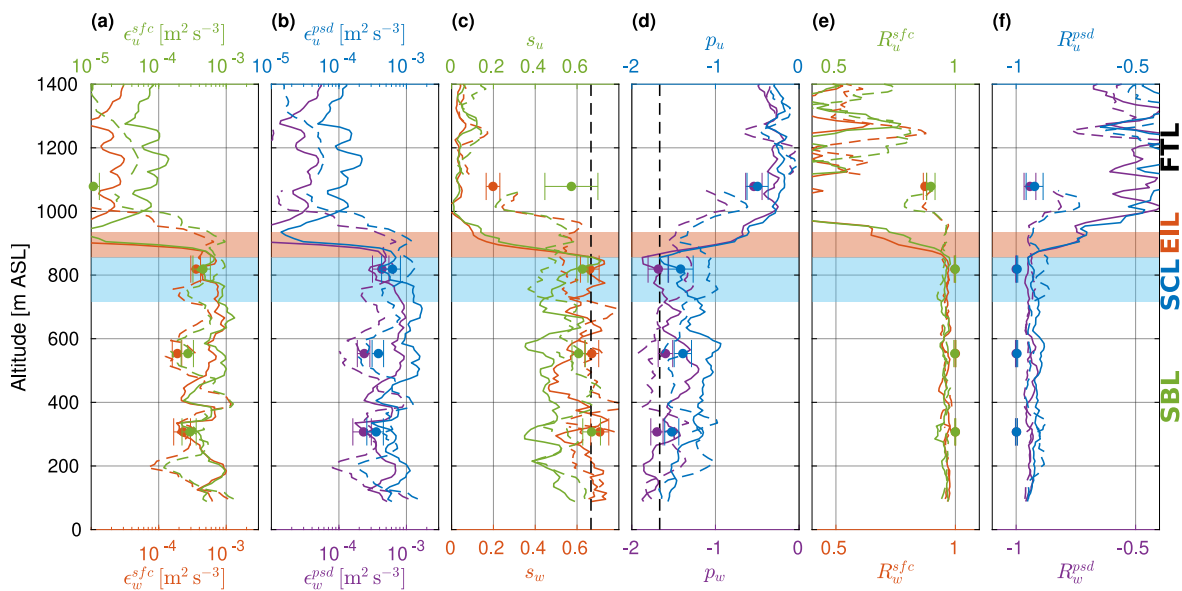 (a) (b) (c) (d) (e) (f)
ϵ_u^{sfc} [m² s⁻³] ϵ_u^{psd} [m² s⁻³] s_u p_u R_u^{sfc} R_u^{psd}
10⁻⁵ 10⁻⁴ 10⁻³ 10⁻⁵ 10⁻⁴ 10⁻³ 0 0.2 0.4 0.6 -2 -1 0 0.5 1 -1 -0.5
1400
1200
1000
800
600
400
200
0
Altitude [m ASL]
FTL
EIL
SCL
SBL
10⁻⁴ 10⁻³ 10⁻⁴ 10⁻³ 0 0.2 0.4 0.6 -2 -1 0 0.5 1 -1 -0.5
ϵ_w^{sfc} [m² s⁻³] ϵ_w^{psd} [m² s⁻³] s_w p_w R_w^{sfc} R_w^{psd}